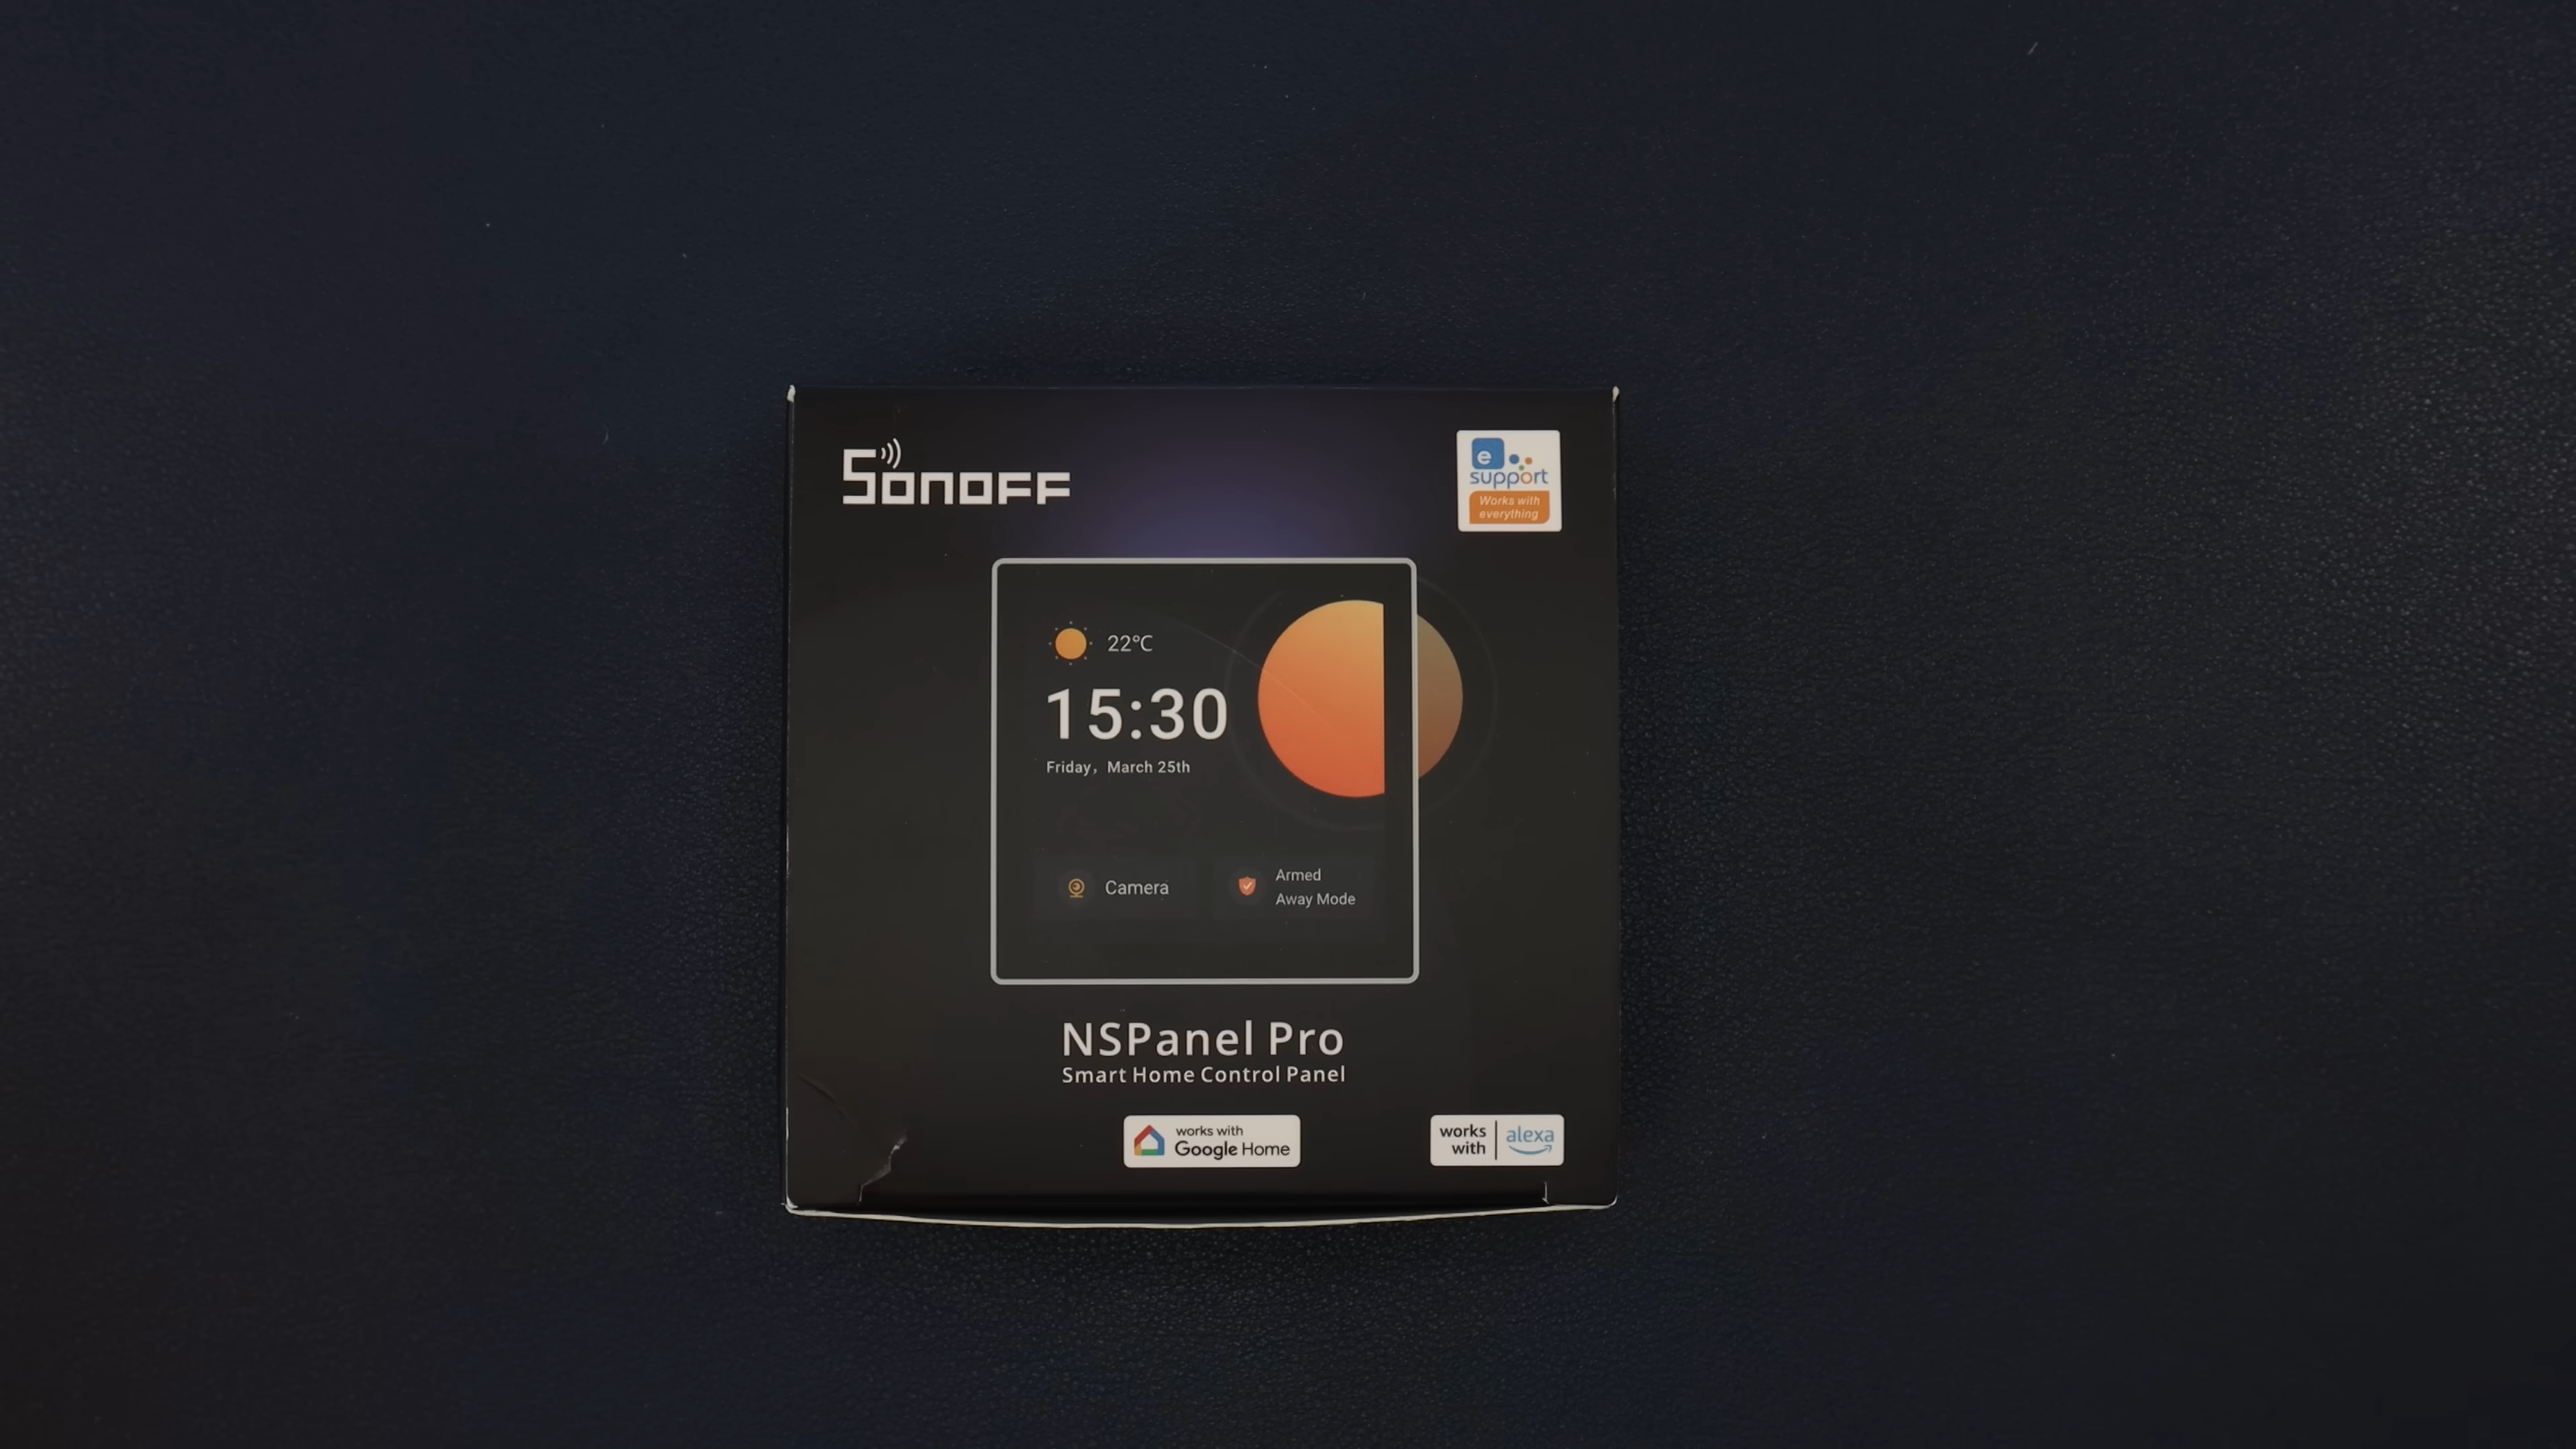 SONOFF
e
support
Works with
everything
22°C
15:30
Friday, March 25th
Camera
Armed
Away Mode
NSPanel Pro
Smart Home Control Panel
works with
Google Home
works
with
alexa